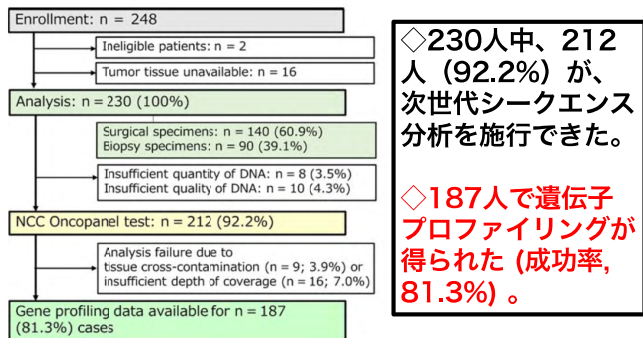 Enrollment: n = 248
Ineligible patients: n = 2
Tumor tissue unavailable: n = 16
Analysis: n = 230 (100%)
Surgical specimens: n = 140 (60.9%)
Biopsy specimens: n = 90 (39.1%)
Insufficient quantity of DNA: n = 8 (3.5%)
Insufficient quality of DNA: n = 10 (4.3%)
NCC Oncopanel test: n = 212 (92.2%)
Analysis failure due to
tissue cross-contamination (n = 9; 3.9%) or
insufficient depth of coverage (n = 16; 7.0%)
Gene profiling data available for n = 187
(81.3%) cases
◇230人中、212
人（92.2%）が、
次世代シークエンス
分析を施行できた。
◇187人で遺伝子
プロファイリングが
得られた (成功率,
81.3%) 。